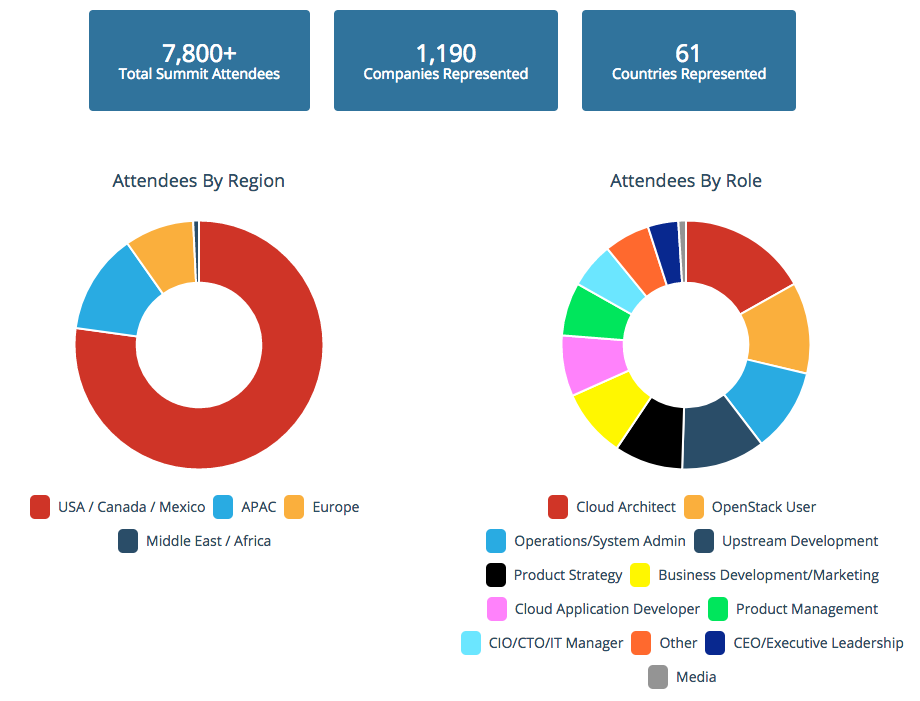 7,800+
Total Summit Attendees
1,190
Companies Represented
61
Countries Represented
Attendees By Region
USA / Canada / Mexico APAC Europe
Middle East / Africa
Attendees By Role
Cloud Architect OpenStack User
Operations/System Admin Upstream Development
Product Strategy Business Development/Marketing
Cloud Application Developer Product Management
CIO/CTO/IT Manager Other CEO/Executive Leadership
Media